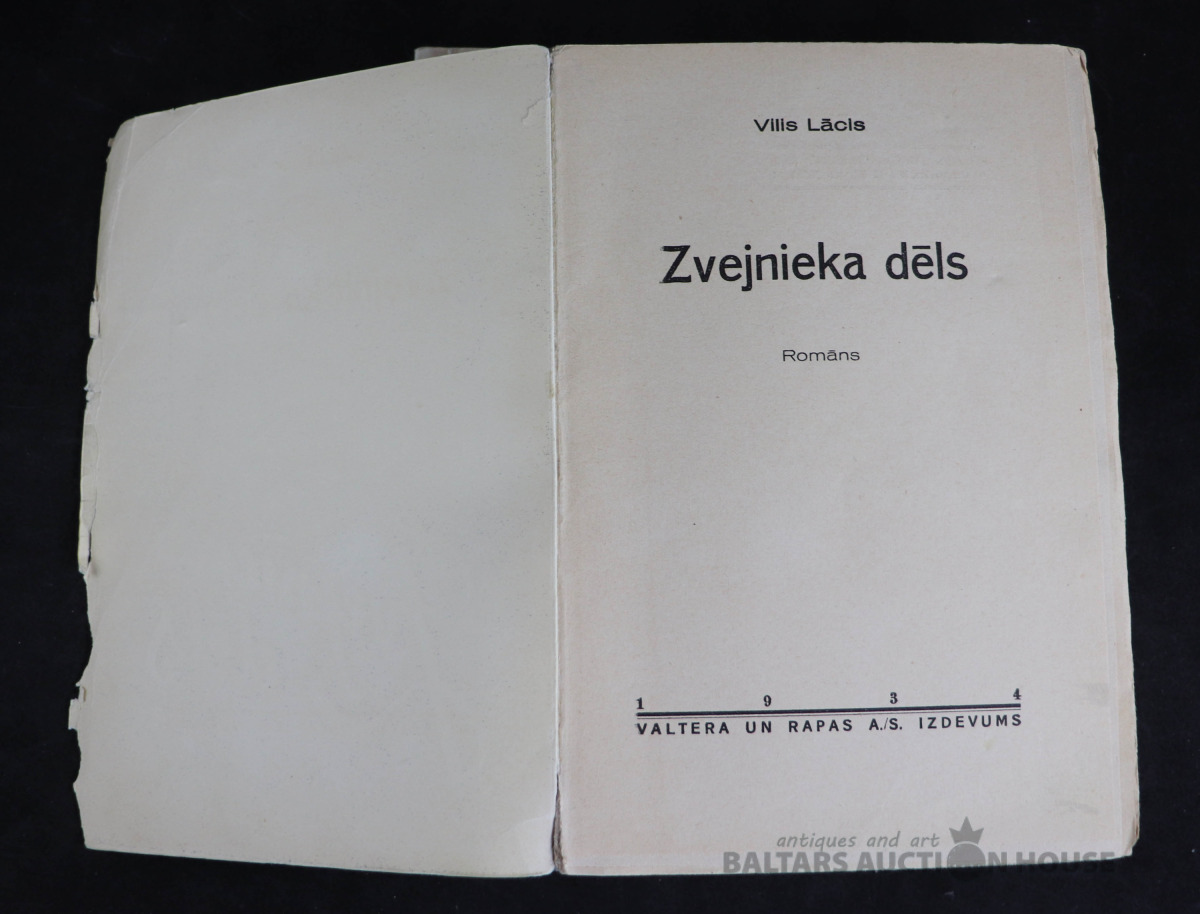 Vilis Lācis
Zvejnieka dēls
Romāns
1 9 3 4
VALTERA UN RAPAS A./S. IZDEVUMS
antiques and art
BALTARS AUCTION HOUSE